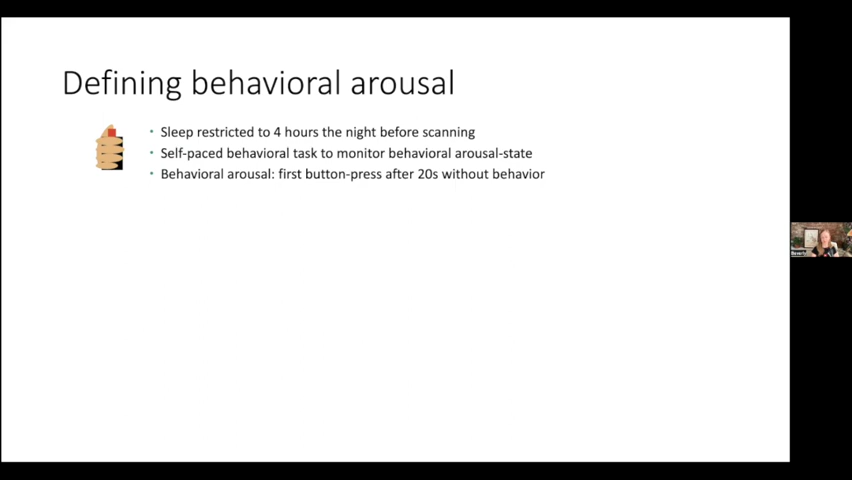 Defining behavioral arousal
• Sleep restricted to 4 hours the night before scanning
• Self-paced behavioral task to monitor behavioral arousal-state
• Behavioral arousal: first button-press after 20s without behavior